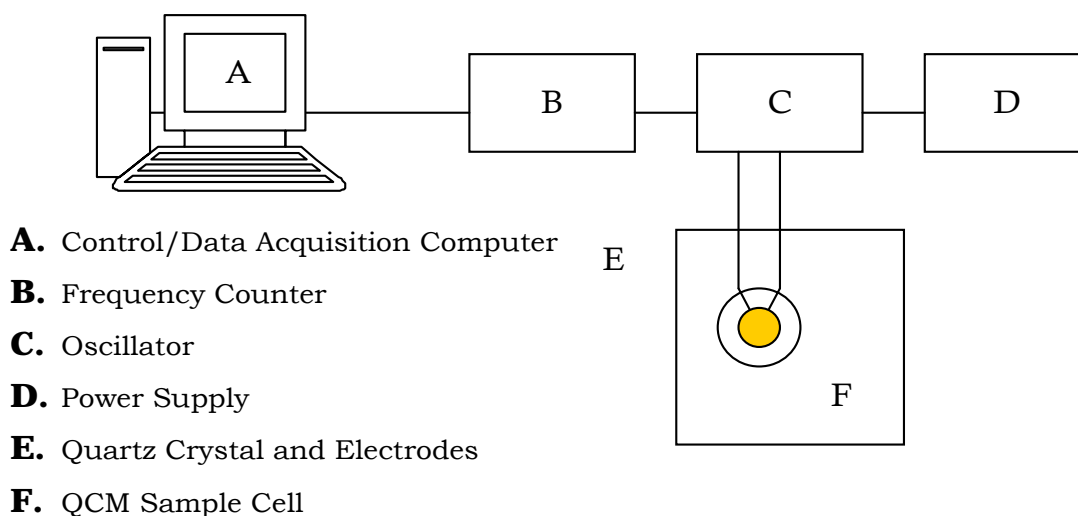 A
B
C
D
A. Control/Data Acquisition Computer
E
B. Frequency Counter
C. Oscillator
D. Power Supply
F
E. Quartz Crystal and Electrodes
F. QCM Sample Cell